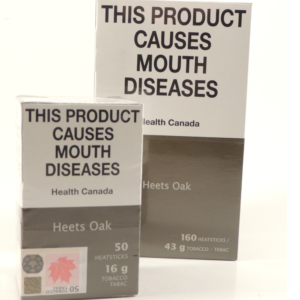 THIS PRODUCT
CAUSES
MOUTH
DISEASES
Health Canada
Heets Oak
160 HEATSTICKS /
43 g TOBACCO - TABAC
THIS PRODUCT
CAUSES
MOUTH
DISEASES
Health Canada
Heets Oak
50
HEATSTICKS
16 g
TOBACCO
TABAC
50